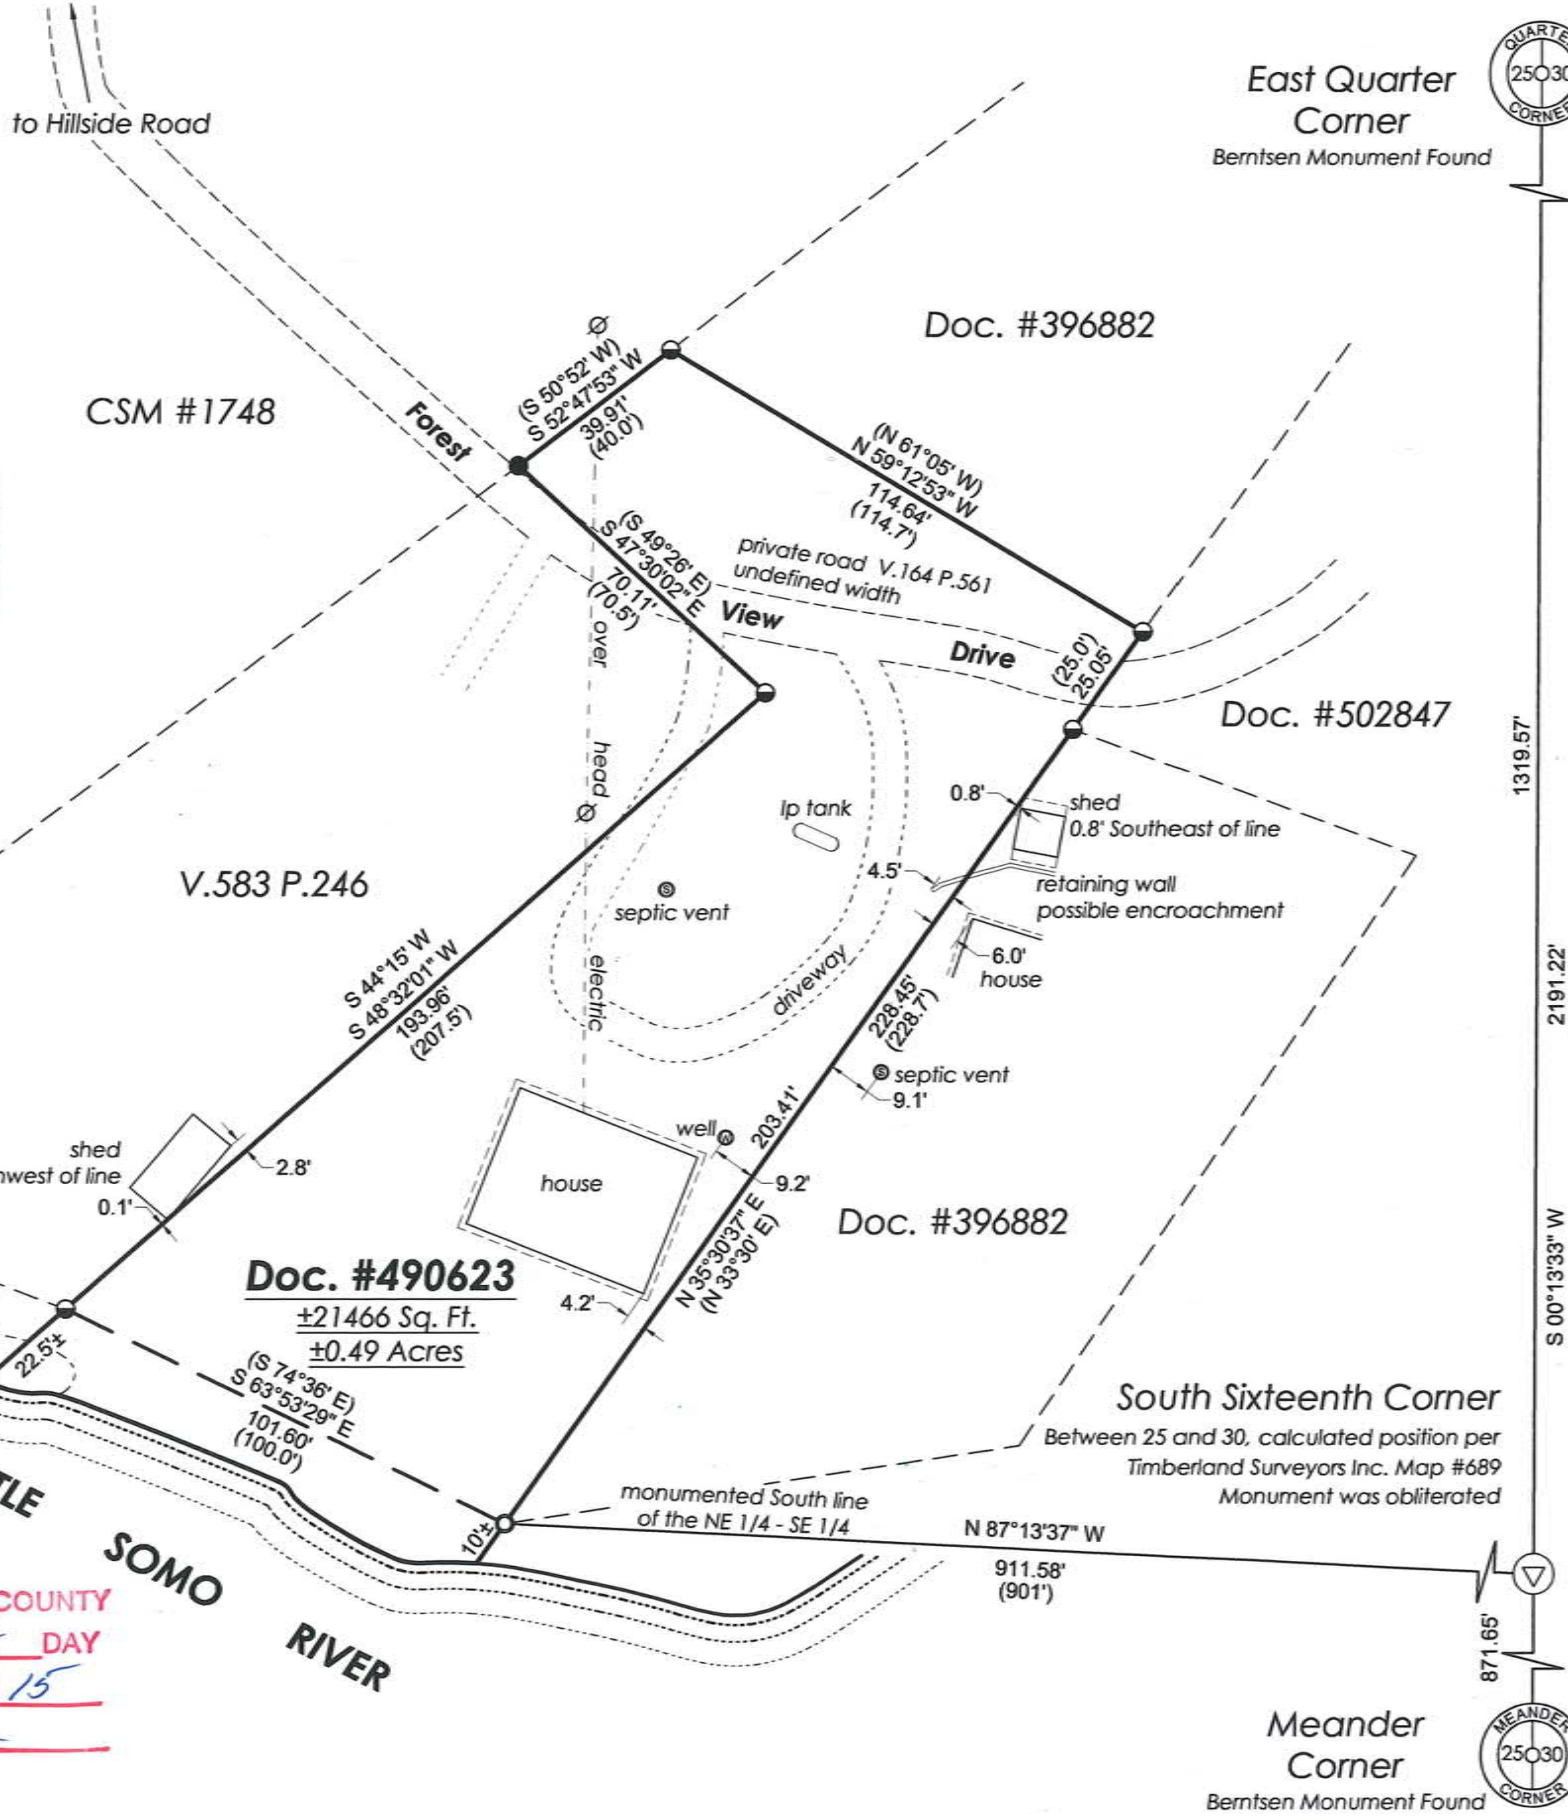 to Hillside Road
East Quarter
Corner
Berntsen Monument Found
QUARTE
25 30
CORNE
Doc. #396882
CSM #1748
Forest
(S 50°52' W)
S 52°47'53" W
39.91'
(40.0')
(N 61°05' W)
N 59°12'53" W
114.64'
(114.7')
(S 49°26' E)
S 47°30'02" E
70.11'
(70.5')
private road V.164 P.561
undefined width
View
Drive
(25.0')
25.05'
Doc. #502847
over
head
electric
lp tank
0.8'
shed
0.8' Southeast of line
1319.57'
V.583 P.246
septic vent
4.5'
retaining wall
possible encroachment
6.0'
house
S 44°15' W
S 48°32'01" W
193.96'
(207.5')
driveway
228.45'
(228.7')
2191.22'
septic vent
9.1'
shed
west of line
0.1'
2.8'
well
203.41'
9.2'
house
N 35°30'37" E
(N 33°30' E)
Doc. #396882
S 00°13'33" W
Doc. #490623
±21466 Sq. Ft.
±0.49 Acres
4.2'
22.5'±
(S 74°36' E)
S 63°53'29" E
101.60'
(100.0')
South Sixteenth Corner
Between 25 and 30, calculated position per
Timberland Surveyors Inc. Map #689
Monument was obliterated
monumented South line
of the NE 1/4 - SE 1/4
10'±
N 87°13'37" W
911.58'
(901')
TLE
SOMO
RIVER
871.65'
COUNTY
DAY
15
Meander
Corner
Berntsen Monument Found
MEANDER
25 30
CORNER